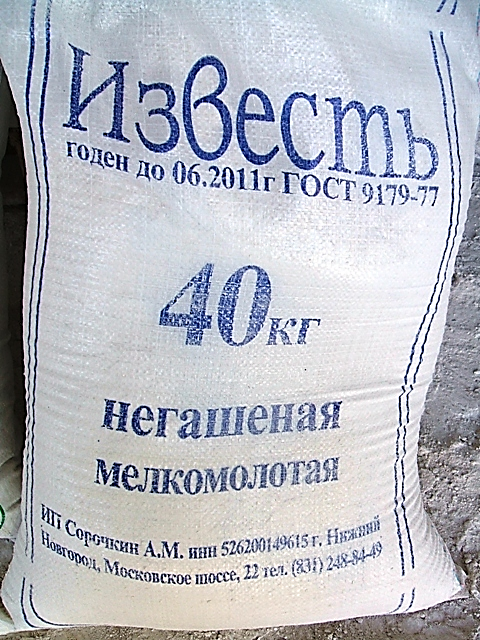 Известь
годен до 06.2011г ГОСТ 9179-77
40кг
негашеная
мелкомолотая
ИП Сорочкин А.М. инн 526200149615 г. Нижний
Новгород, Московское шоссе, 22 тел. (831) 248-84-49